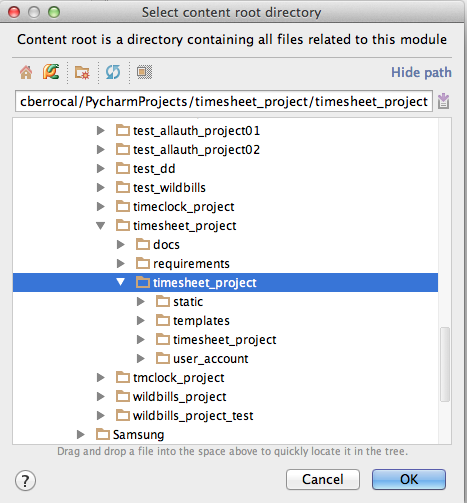 Select content root directory
Content root is a directory containing all files related to this module
Hide path
cberrocal/PycharmProjects/timesheet_project/timesheet_project
test_allauth_project01
test_allauth_project02
test_dd
test_wildbills
timeclock_project
timesheet_project
docs
requirements
timesheet_project
static
templates
timesheet_project
user_account
tmclock_project
wildbills_project
wildbills_project_test
Samsung
Drag and drop a file into the space above to quickly locate it in the tree.
? Cancel OK